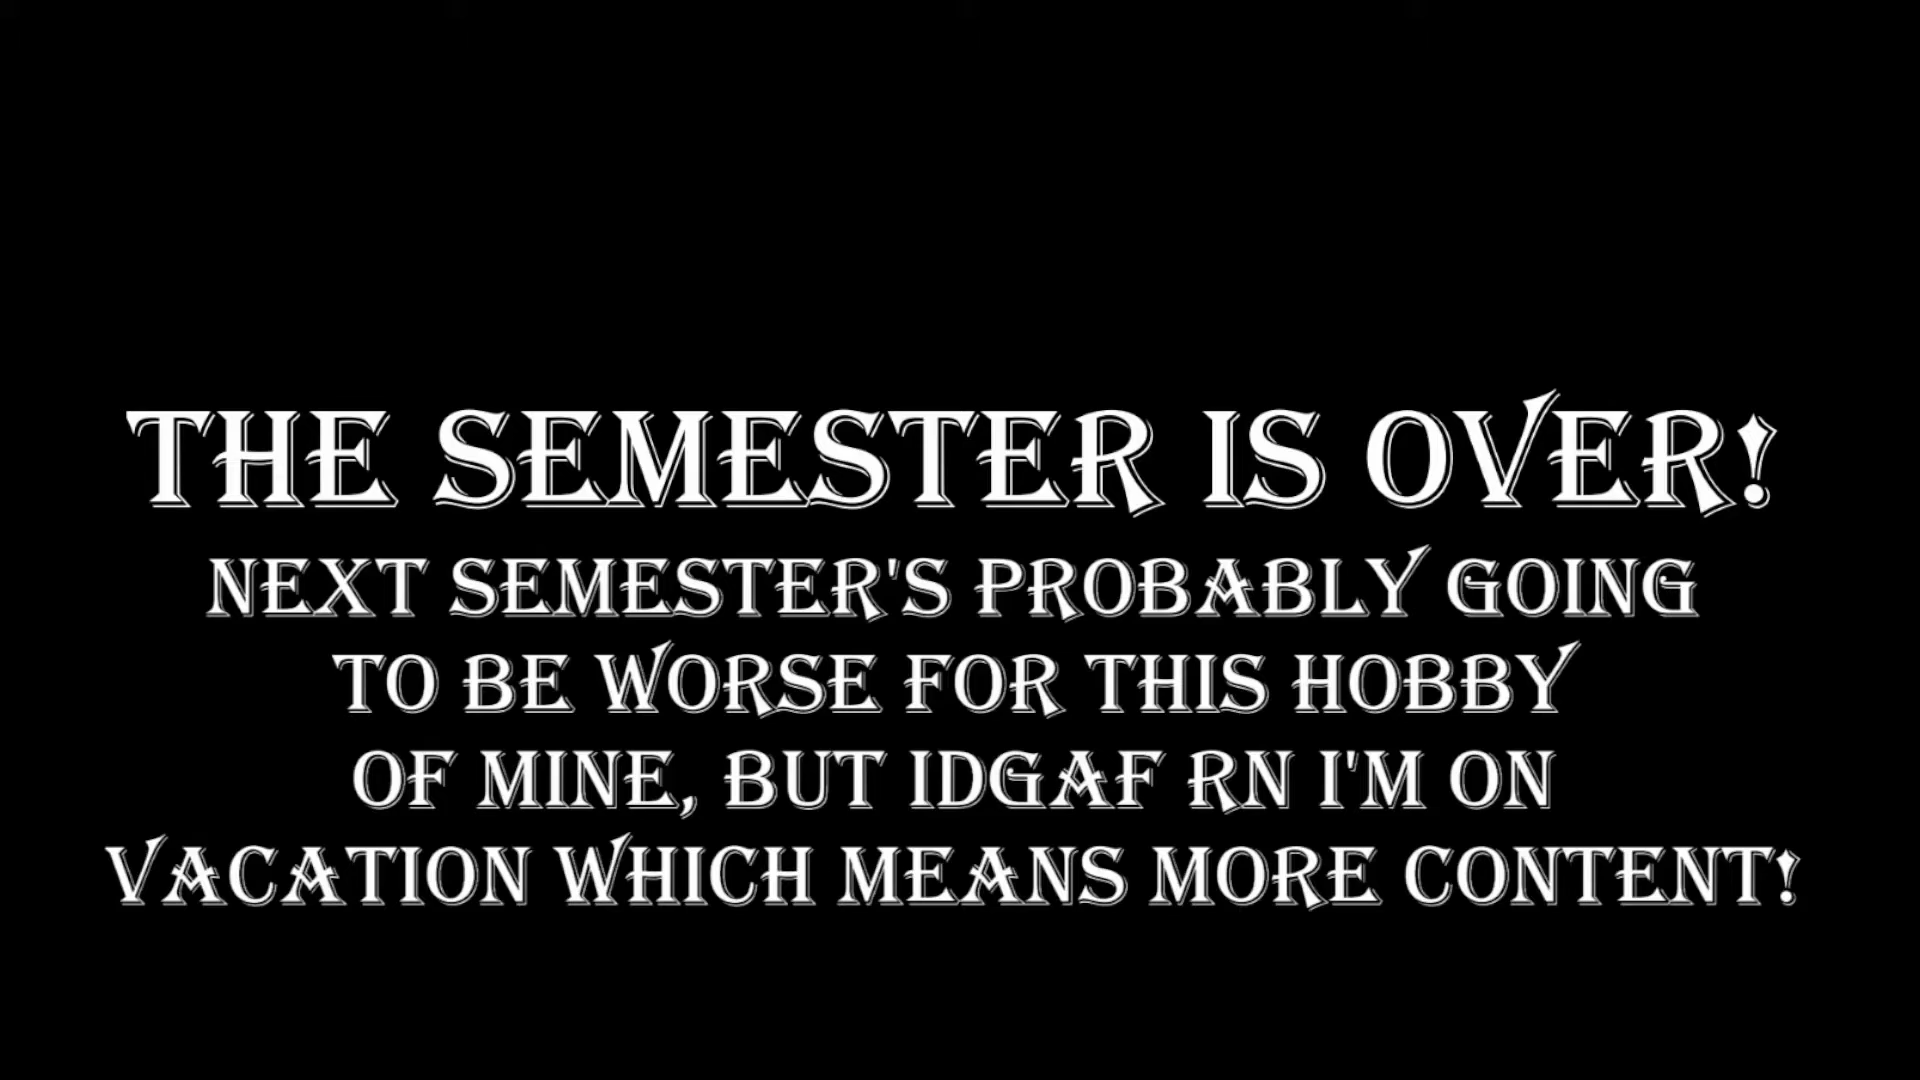 THE SEMESTER IS OVER!
NEXT SEMESTER'S PROBABLY GOING
TO BE WORSE FOR THIS HOBBY
OF MINE, BUT IDGAF RN I'M ON
VACATION WHICH MEANS MORE CONTENT!